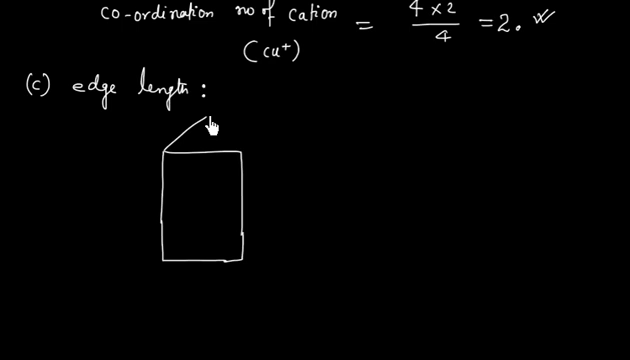 co-ordination no of cation
(cu+) = 4 × 2 / 4 = 2.
(c) edge length :